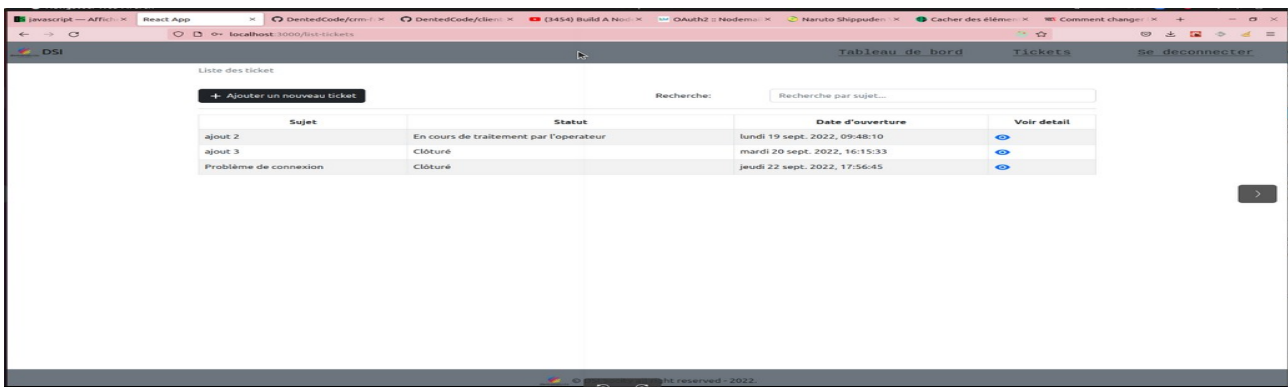 javascript — Affich
React App
DentedCode/crm-f
DentedCode/client
(3454) Build A Nod
OAuth2 :: Nodema
Naruto Shippuden
Cacher des élémen
Comment changer
localhost:3000/list-tickets
DSI
Tableau de bord
Tickets
Se deconnecter
Liste des ticket
+ Ajouter un nouveau ticket
Recherche:
Recherche par sujet...
Sujet Statut Date d'ouverture Voir detail
ajout 2 En cours de traitement par l'operateur lundi 19 sept. 2022, 09:48:10
ajout 3 Clôturé mardi 20 sept. 2022, 16:15:33
Problème de connexion Clôturé jeudi 22 sept. 2022, 17:56:45
© ht reserved - 2022.